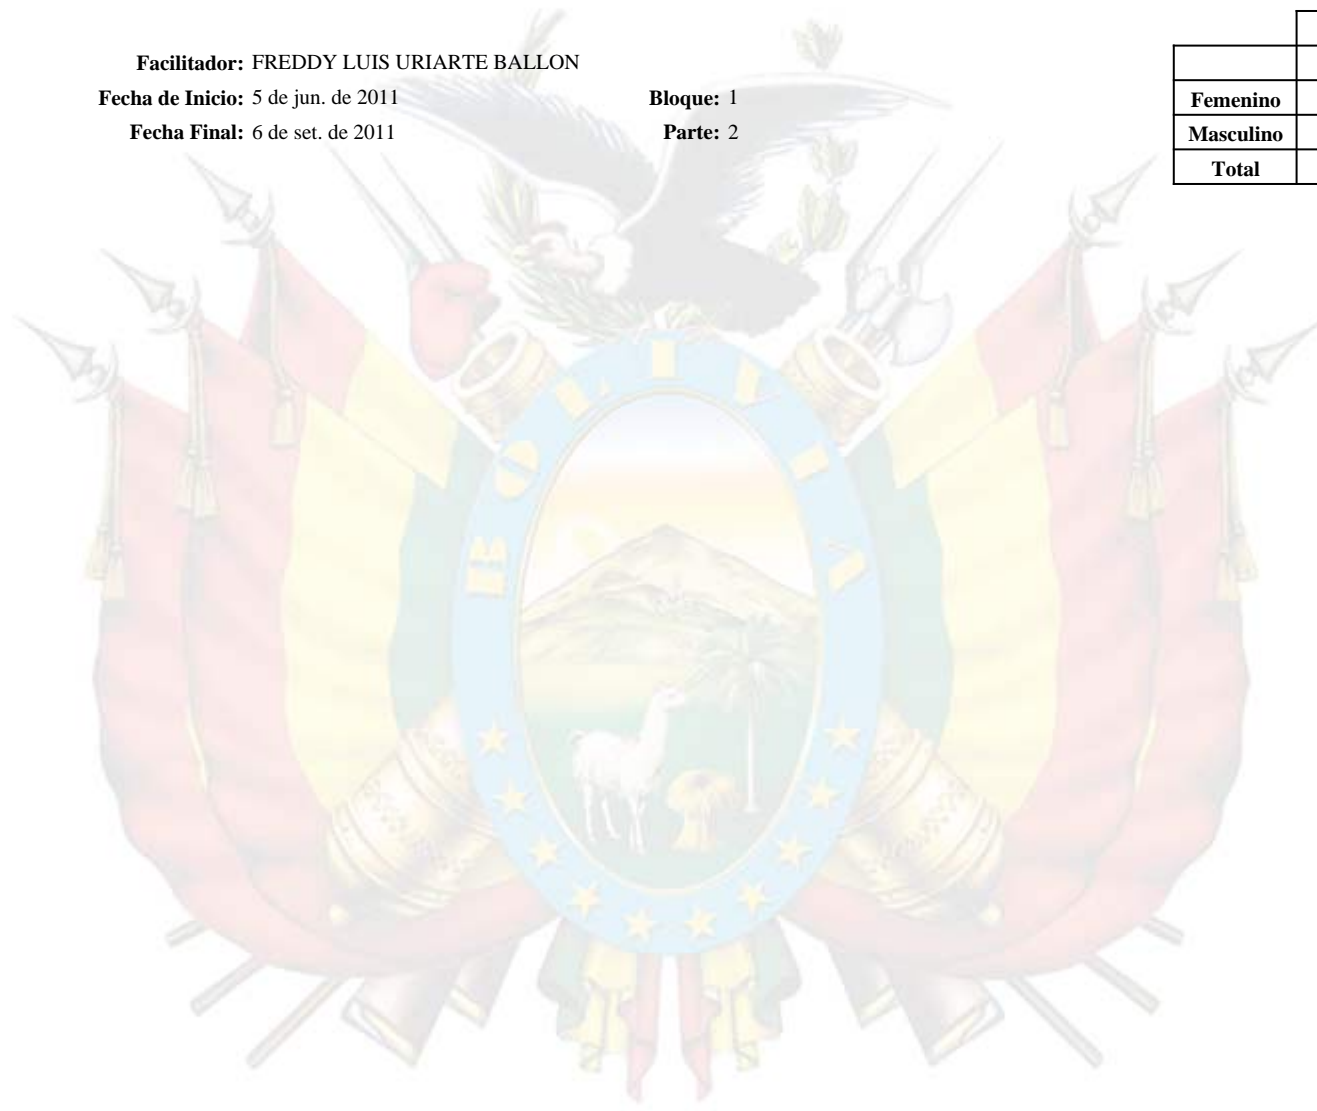 Facilitador: FREDDY LUIS URIARTE BALLON
Fecha de Inicio: 5 de jun. de 2011
Bloque: 1
Fecha Final: 6 de set. de 2011
Parte: 2
Femenino
Masculino
Total
BOLIVIA